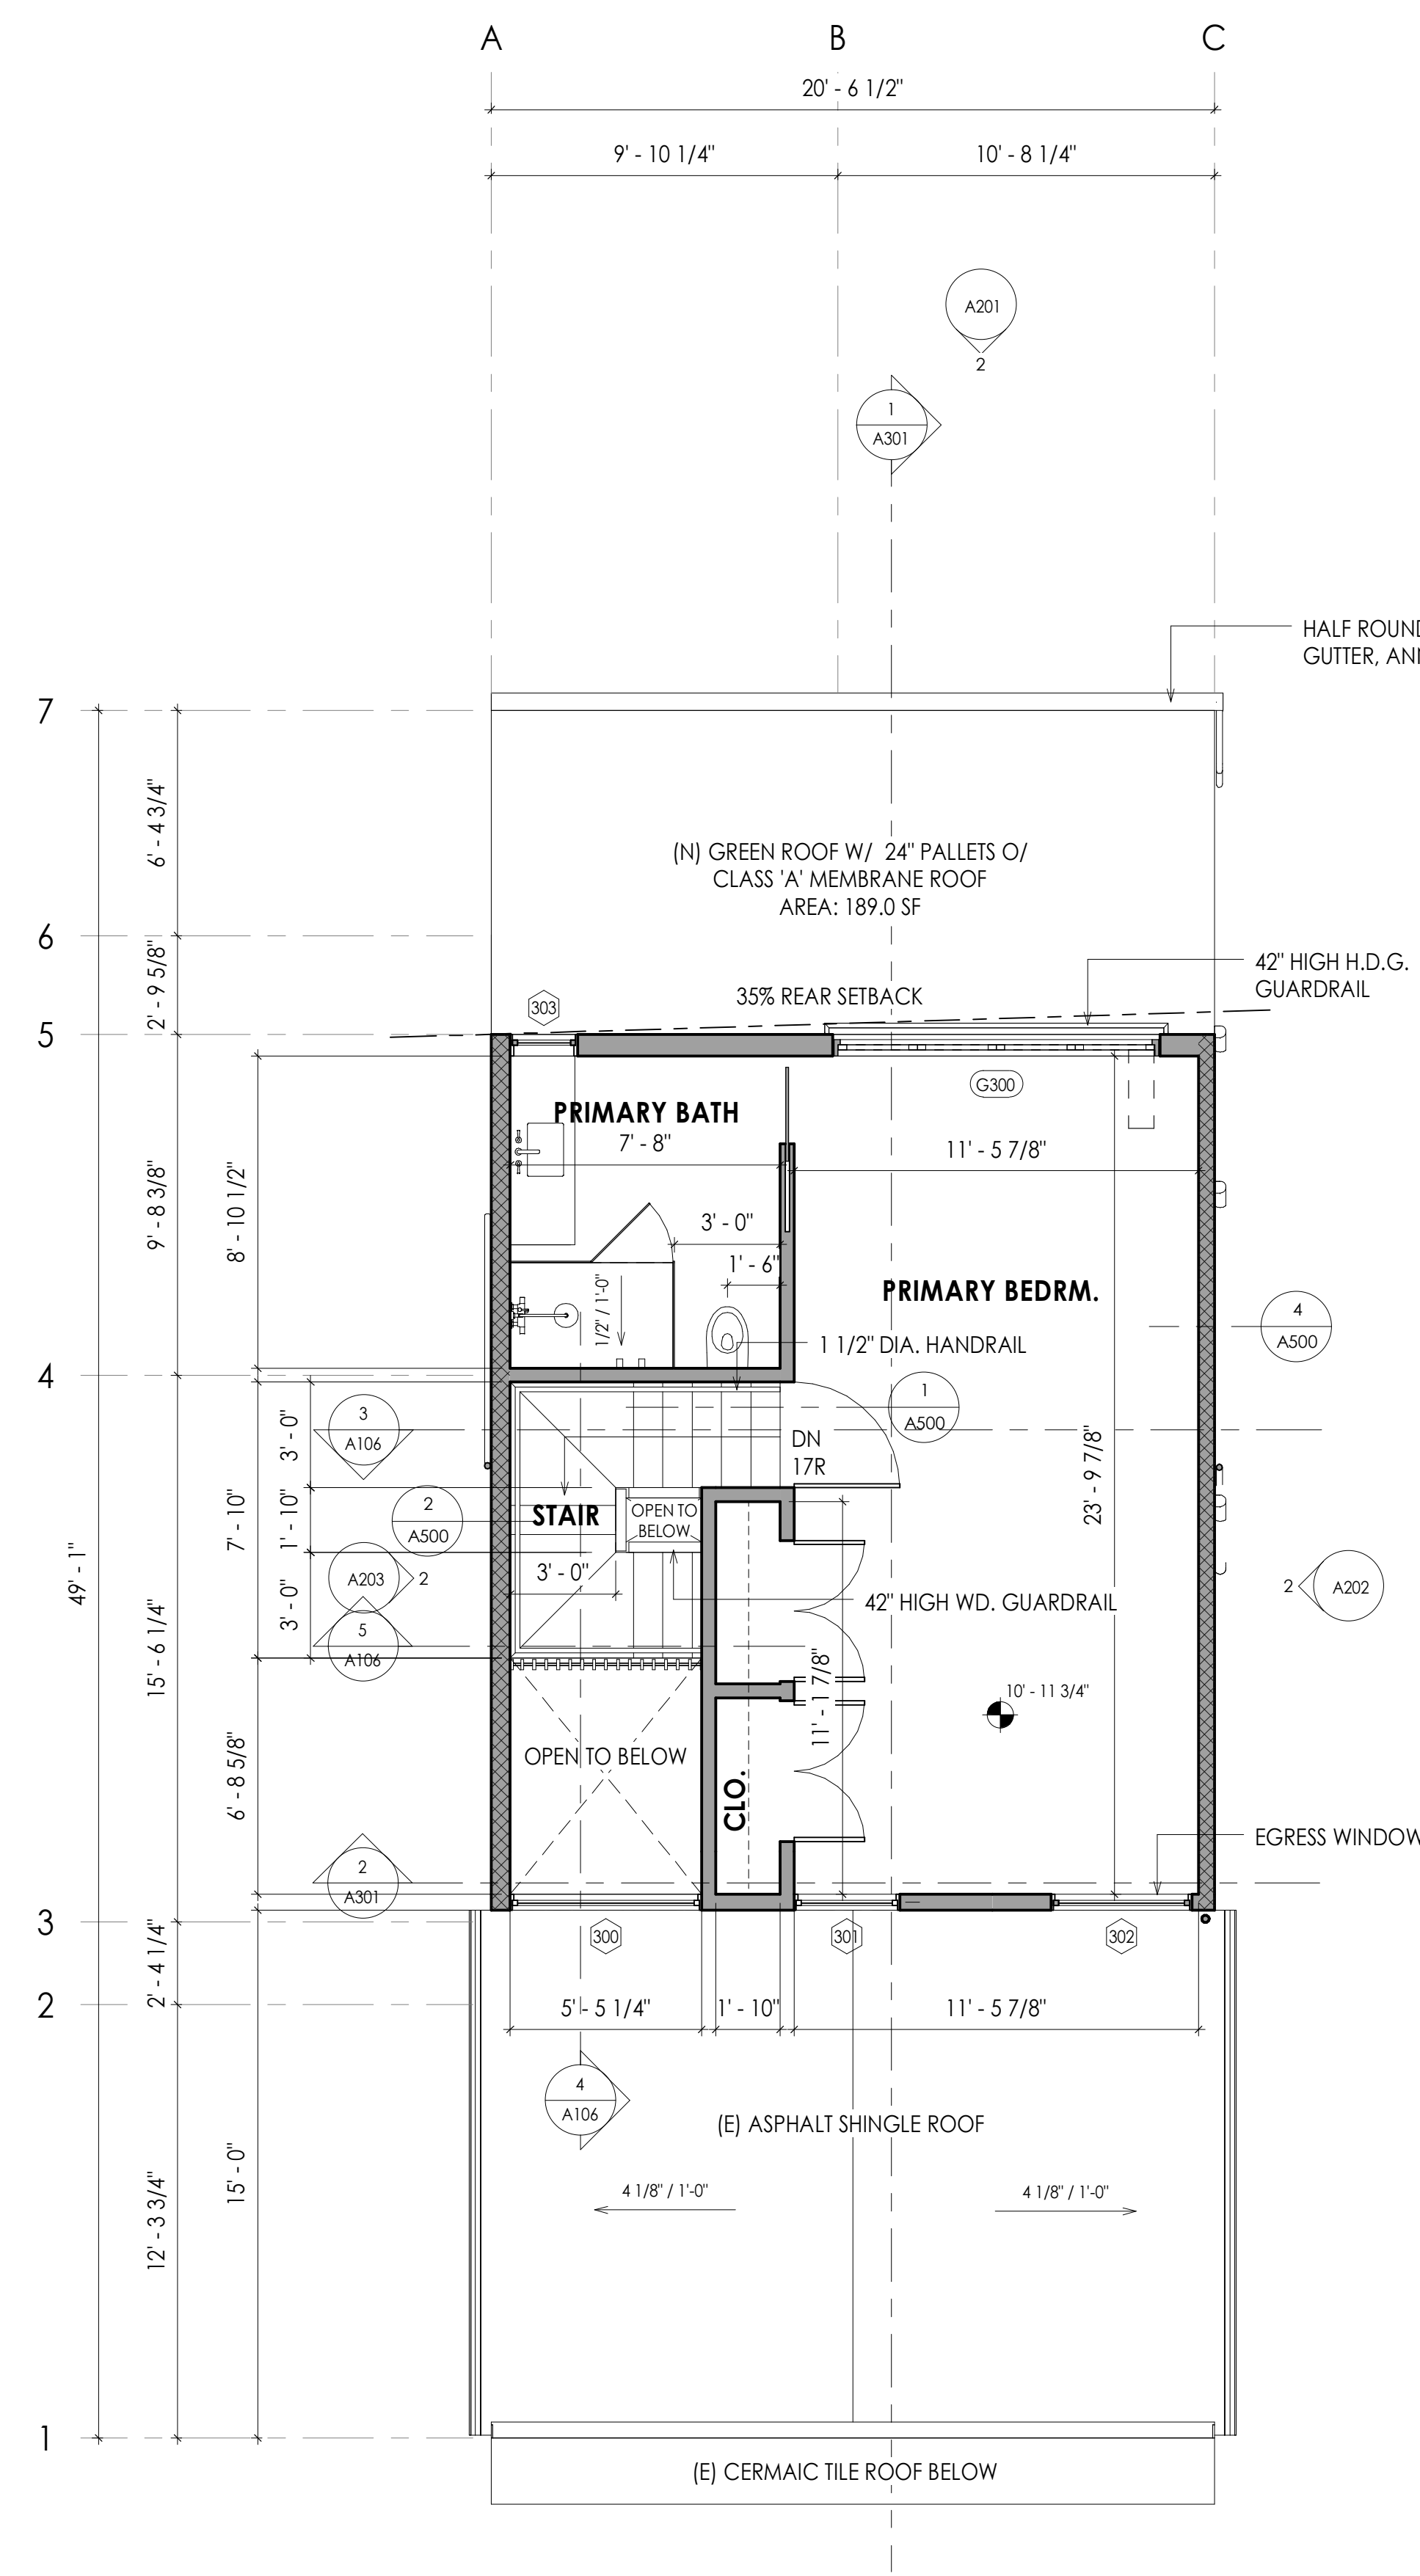 A
B
C
20' - 6 1/2"
9' - 10 1/4"
10' - 8 1/4"
A201
2
1
A301
HALF ROUND
GUTTER, ANN
7
6' - 4 3/4"
(N) GREEN ROOF W/ 24" PALLETS O/
CLASS 'A' MEMBRANE ROOF
AREA: 189.0 SF
6
2' - 9 5/8"
42" HIGH H.D.G.
GUARDRAIL
35% REAR SETBACK
303
5
G300
PRIMARY BATH
7' - 8"
11' - 5 7/8"
9' - 8 3/8"
8' - 10 1/2"
3' - 0"
1' - 6"
PRIMARY BEDRM.
1/2" / 1'-0"
4
A500
1 1/2" DIA. HANDRAIL
4
1
A500
3
A106
3' - 0"
DN
17R
23' - 9 7/8"
2
A500
STAIR
OPEN TO
BELOW
7' - 10"
1' - 10"
49' - 1"
A203
2
3' - 0"
3' - 0"
42" HIGH WD. GUARDRAIL
2
A202
5
A106
15' - 6 1/4"
11' - 1 7/8"
10' - 11 3/4"
OPEN TO BELOW
6' - 8 5/8"
CLO.
EGRESS WINDOW
2
A301
3
300
301
302
2' - 4 1/4"
2
5' - 5 1/4"
1' - 10"
11' - 5 7/8"
4
A106
(E) ASPHALT SHINGLE ROOF
15' - 0"
12' - 3 3/4"
4 1/8" / 1'-0"
4 1/8" / 1'-0"
1
(E) CERMAIC TILE ROOF BELOW